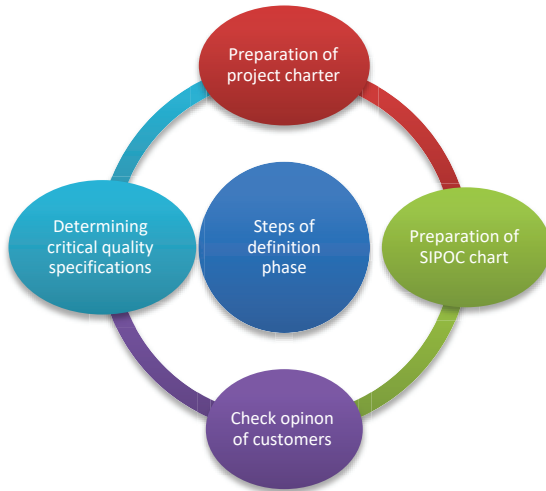 Preparation of
project charter
Determining
critical quality
specifications
Steps of
definition
phase
Preparation of
SIPOC chart
Check opinon
of customers